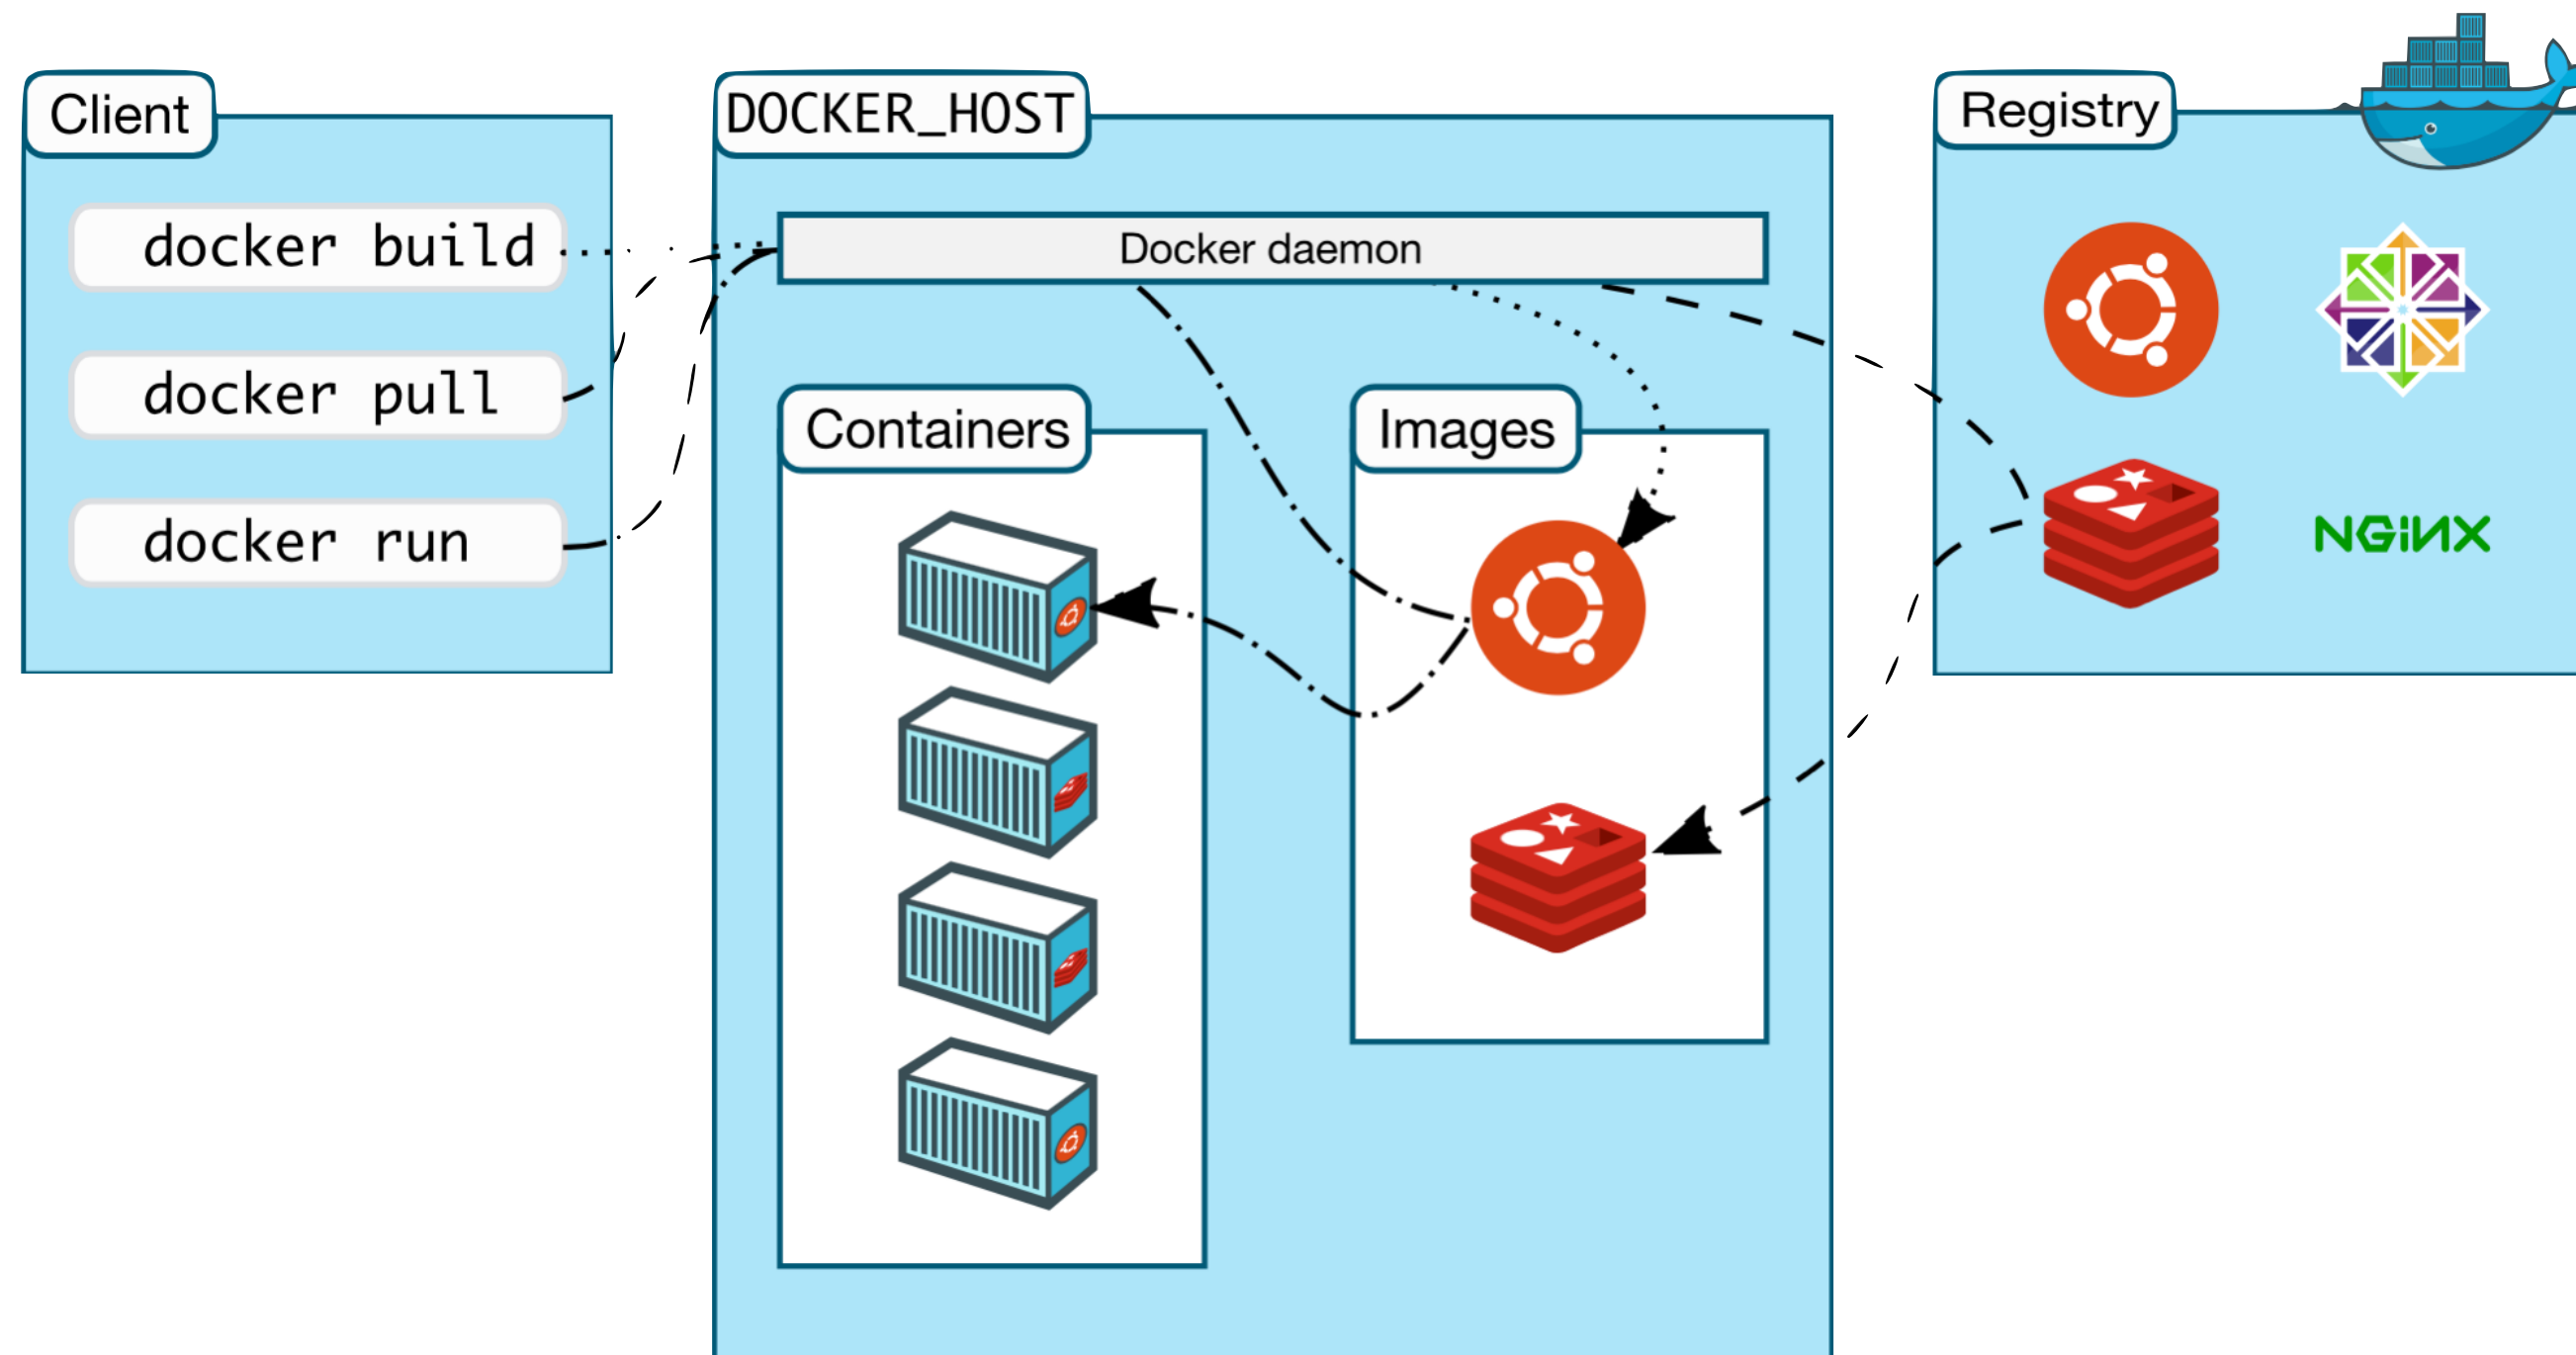 Client
docker build
docker pull
docker run
DOCKER_HOST
Docker daemon
Containers
Images
Registry
NGiNX